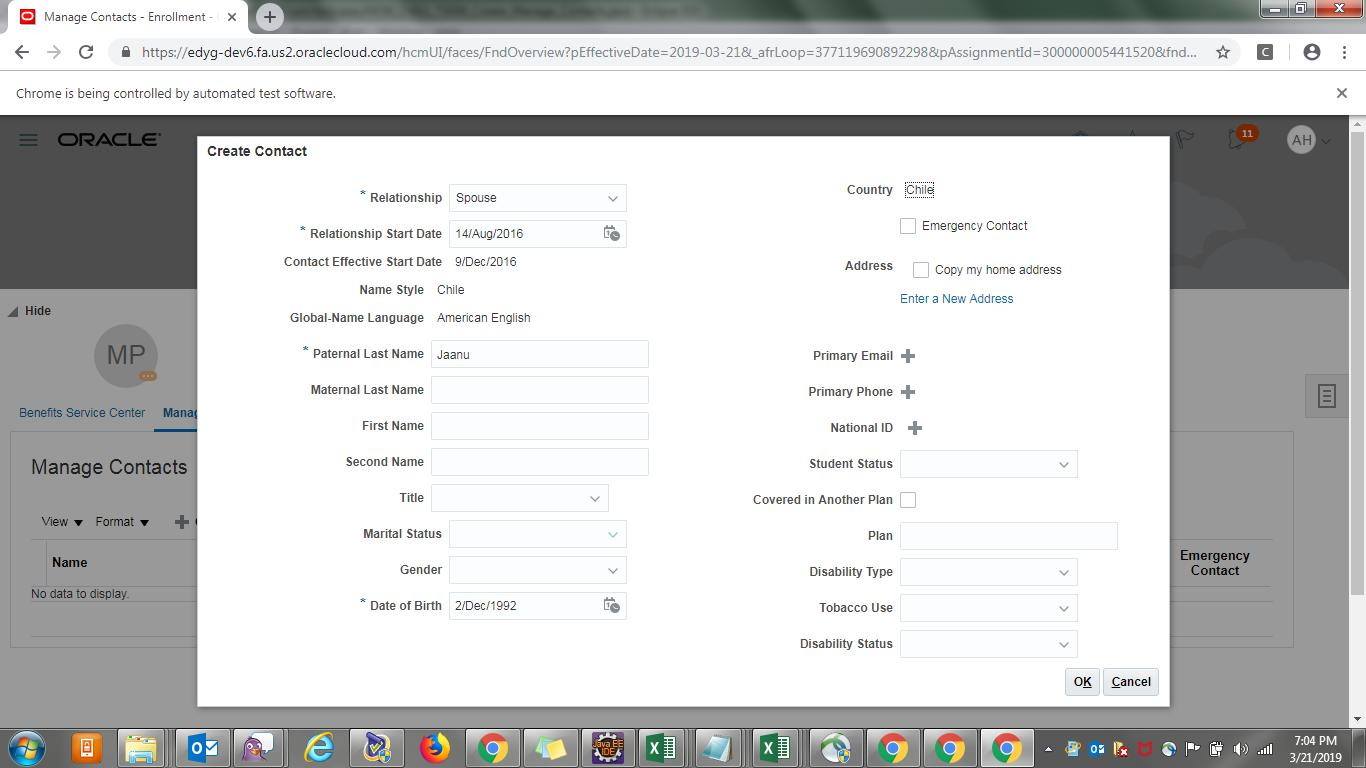 Manage Contacts - Enrollment -
https://edyg-dev6.fa.us2.oraclecloud.com/hcmUI/faces/FndOverview?pEffectiveDate=2019-03-21&_afrLoop=377119690892298&pAssignmentId=300000005441520&fnd...
C
Chrome is being controlled by automated test software.
ORACLE
11
AH
Create Contact
* Relationship Spouse
* Relationship Start Date 14/Aug/2016
Contact Effective Start Date 9/Dec/2016
Name Style Chile
Global-Name Language American English
* Paternal Last Name Jaanu
Maternal Last Name
First Name
Second Name
Title
Marital Status
Gender
* Date of Birth 2/Dec/1992
Country Chile
Emergency Contact
Address Copy my home address
Enter a New Address
Primary Email
Primary Phone
National ID
Student Status
Covered in Another Plan
Plan
Disability Type
Tobacco Use
Disability Status
OK Cancel
Hide
MP
Benefits Service Center Manag
Manage Contacts
View Format
Name
Emergency
Contact
No data to display.
Java EE
IDE
7:04 PM
3/21/2019